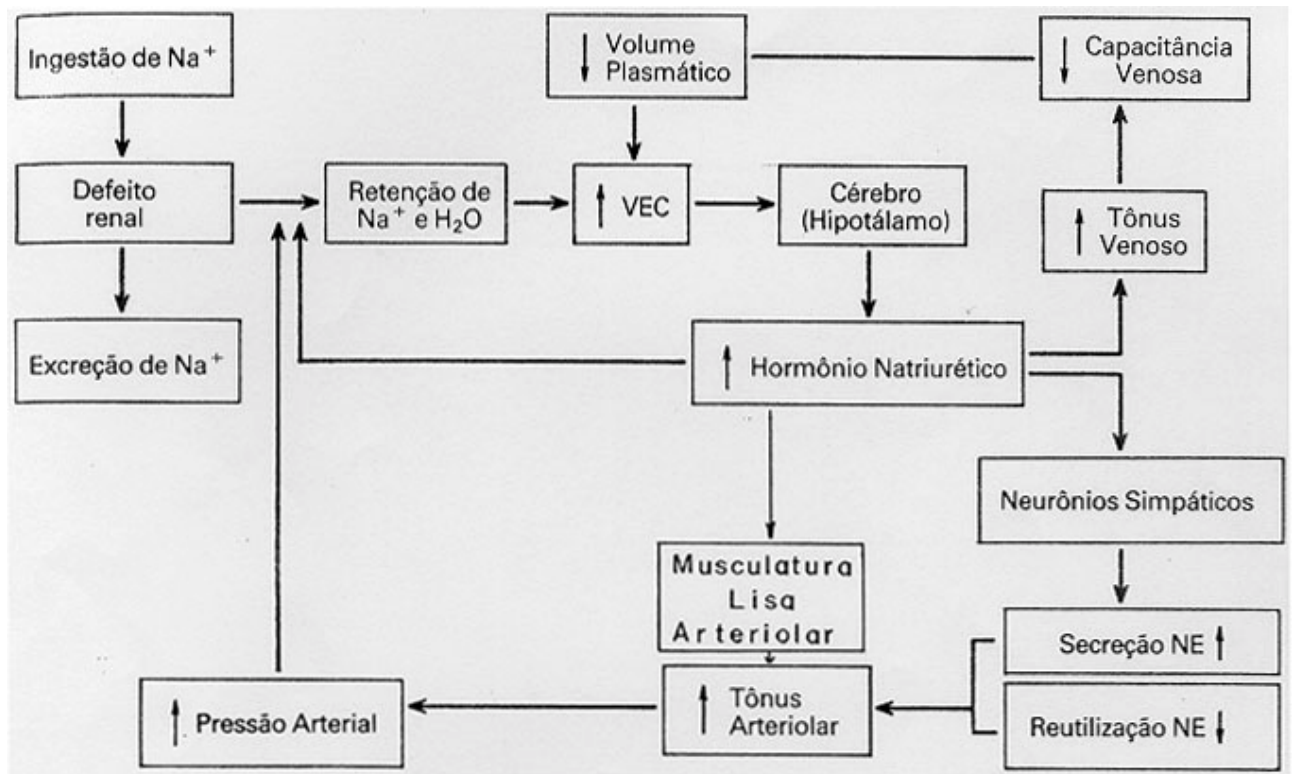 Ingestão de Na+
↓ Volume
Plasmático
↓ Capacitância
Venosa
Defeito
renal
Retenção de
Na+ e H₂O
↑ VEC
Cérebro
(Hipotálamo)
↑ Tônus
Venoso
Excreção de Na+
↑ Hormônio Natriurético
Neurônios Simpáticos
Musculatura
Lisa
Arteriolar
Secreção NE ↑
↑ Pressão Arterial
↑ Tônus
Arteriolar
Reutilização NE ↓